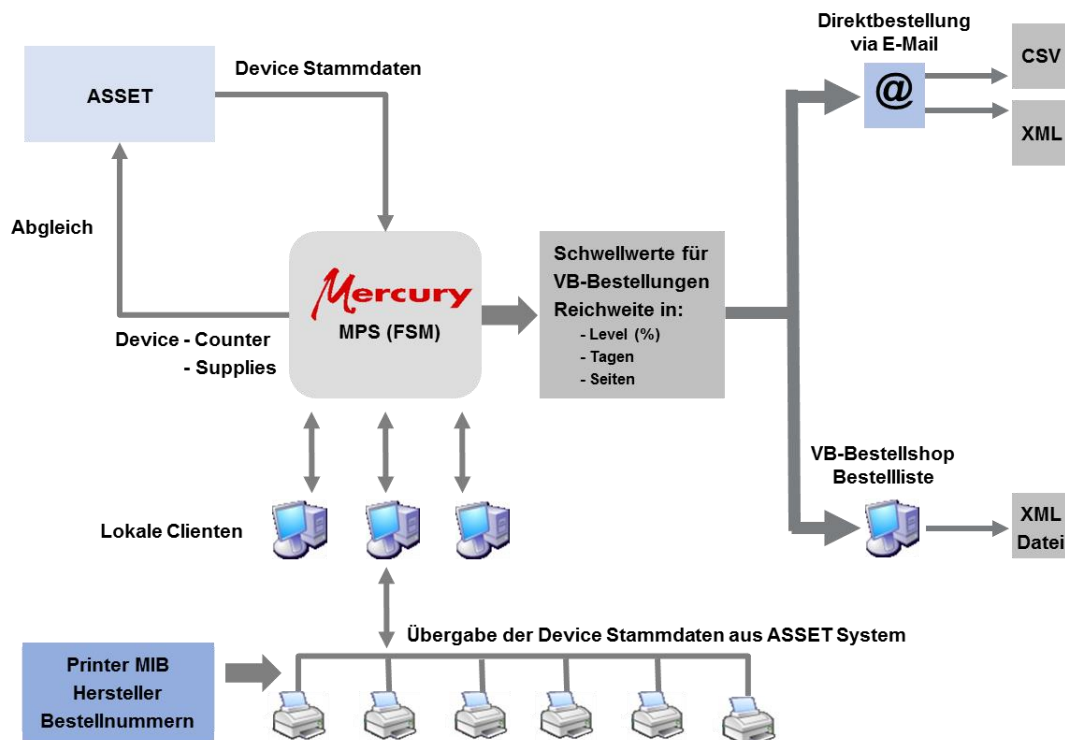 Direktbestellung
via E-Mail
CSV
@
XML
Device Stammdaten
ASSET
Abgleich
Mercury
MPS (FSM)
Schwellwerte für
VB-Bestellungen
Reichweite in:
- Level (%)
- Tagen
- Seiten
Device - Counter
- Supplies
VB-Bestellshop
Bestellliste
XML
Datei
Lokale Clienten
Übergabe der Device Stammdaten aus ASSET System
Printer MIB
Hersteller
Bestellnummern